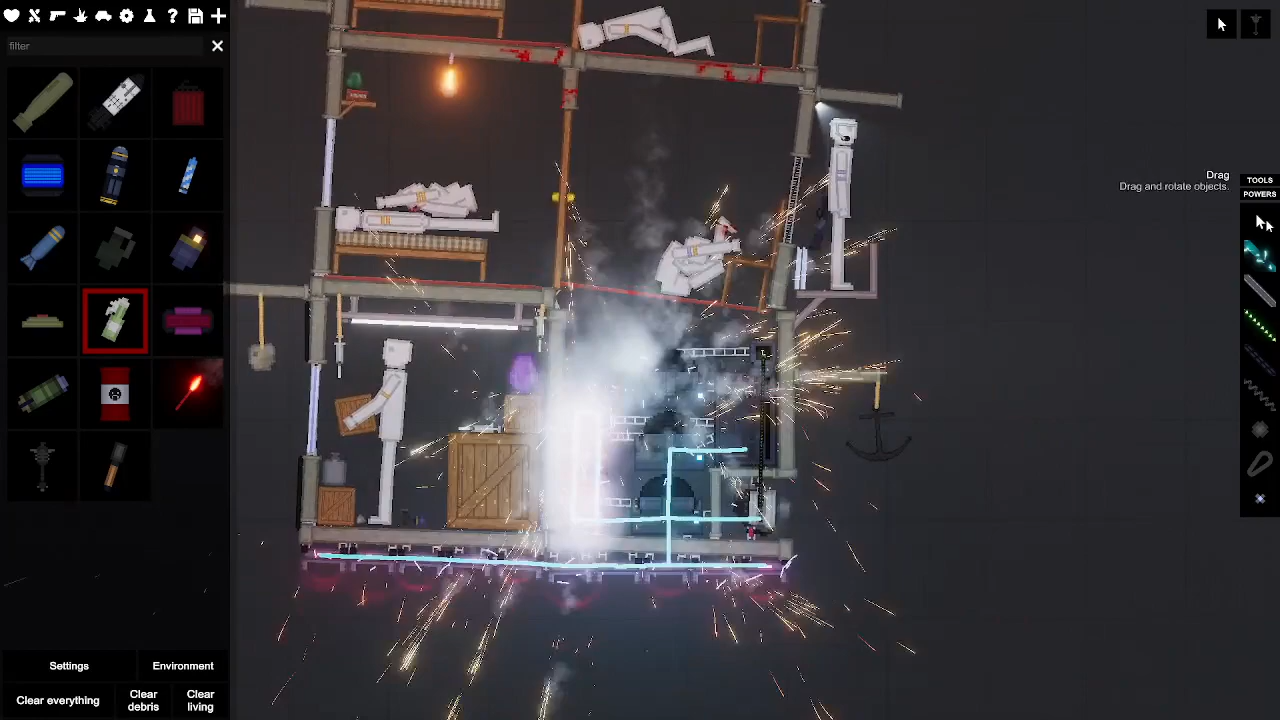 ?
filter
Drag
Drag and rotate objects.
TOOLS
POWERS
Settings
Environment
Clear everything
Clear debris
Clear living